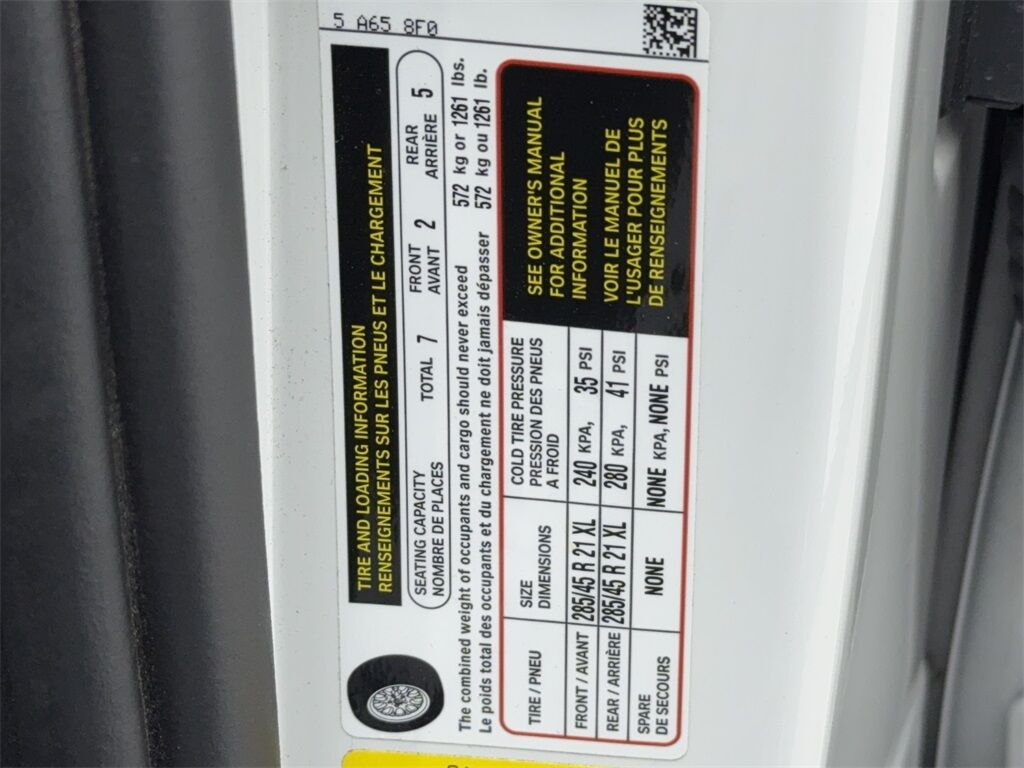 5 A65 8F0
TIRE AND LOADING INFORMATION
RENSEIGNEMENTS SUR LES PNEUS ET LE CHARGEMENT
SEATING CAPACITY
NOMBRE DE PLACES
TOTAL 7
FRONT
AVANT 2
REAR
ARRIÈRE 5
The combined weight of occupants and cargo should never exceed 572 kg or 1261 lbs.
Le poids total des occupants et du chargement ne doit jamais dépasser 572 kg ou 1261 lb.
TIRE / PNEU
SIZE
DIMENSIONS
COLD TIRE PRESSURE
PRESSION DES PNEUS
A FROID
FRONT / AVANT 285/45 R 21 XL 240 KPA, 35 PSI
REAR / ARRIÈRE 285/45 R 21 XL 280 KPA, 41 PSI
SPARE
DE SECOURS
NONE NONE KPA, NONE PSI
SEE OWNER'S MANUAL
FOR ADDITIONAL
INFORMATION
VOIR LE MANUEL DE
L'USAGER POUR PLUS
DE RENSEIGNEMENTS